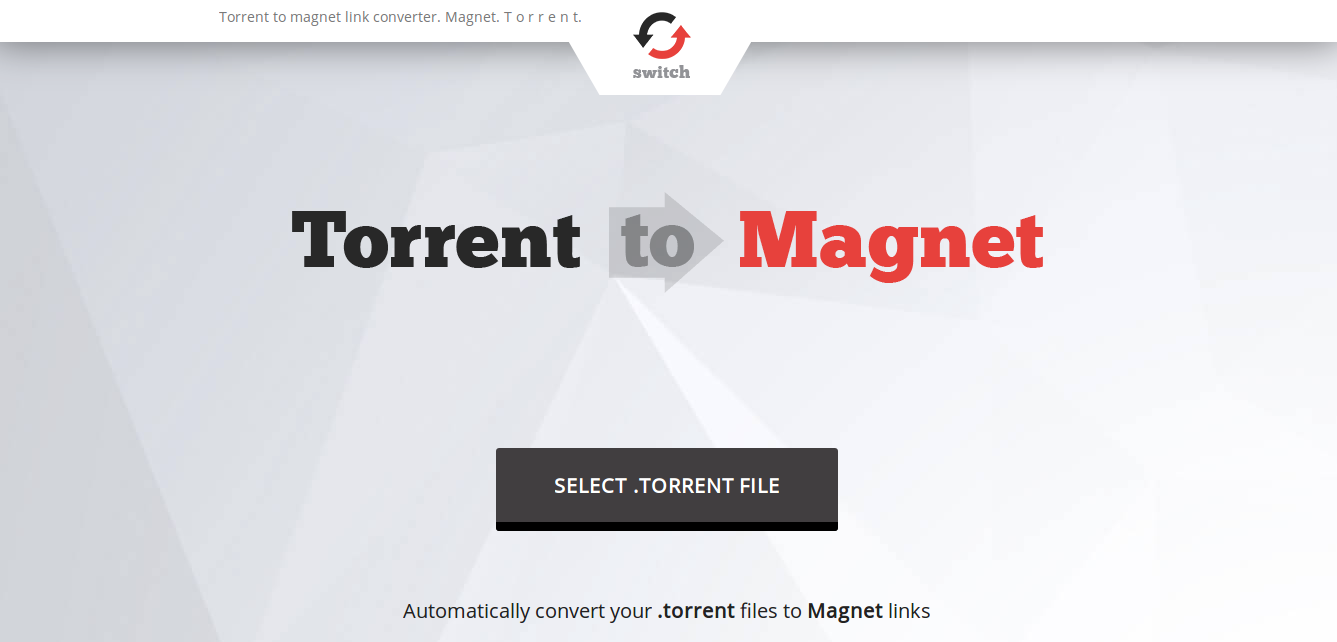 Torrent to magnet link converter. Magnet. T o r r e n t.
switch
Torrent to Magnet
SELECT .TORRENT FILE
Automatically convert your .torrent files to Magnet links